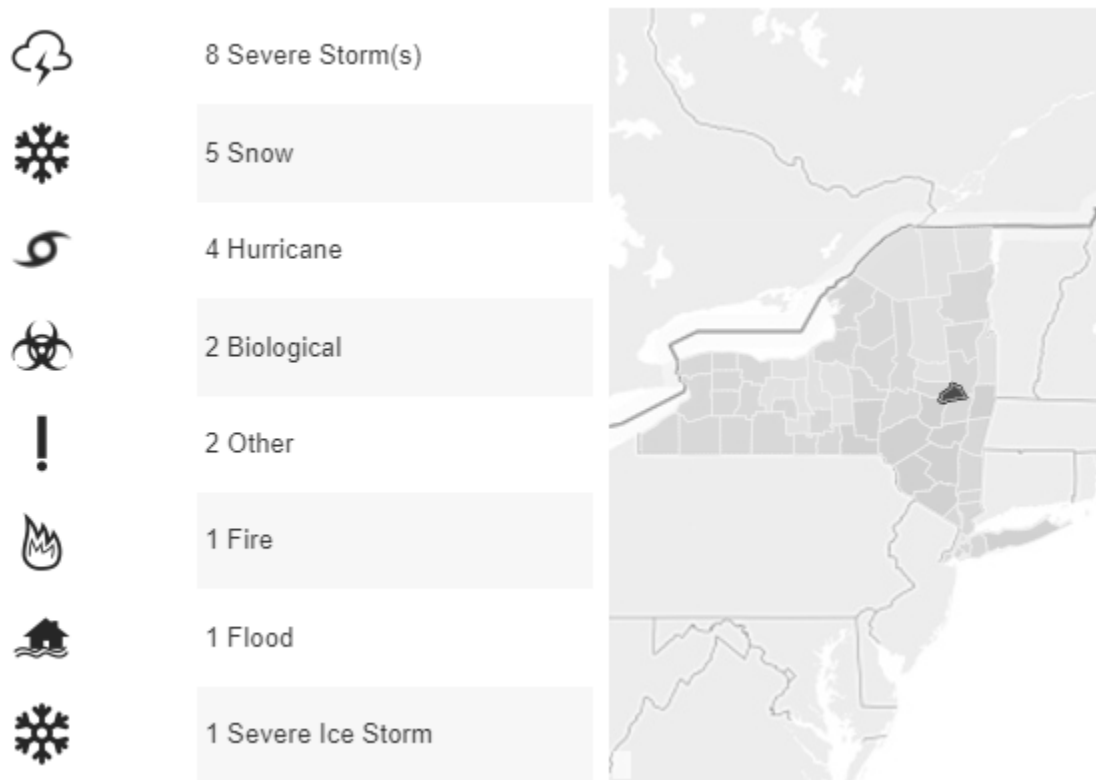 8 Severe Storm(s)
5 Snow
4 Hurricane
2 Biological
2 Other
1 Fire
1 Flood
1 Severe Ice Storm